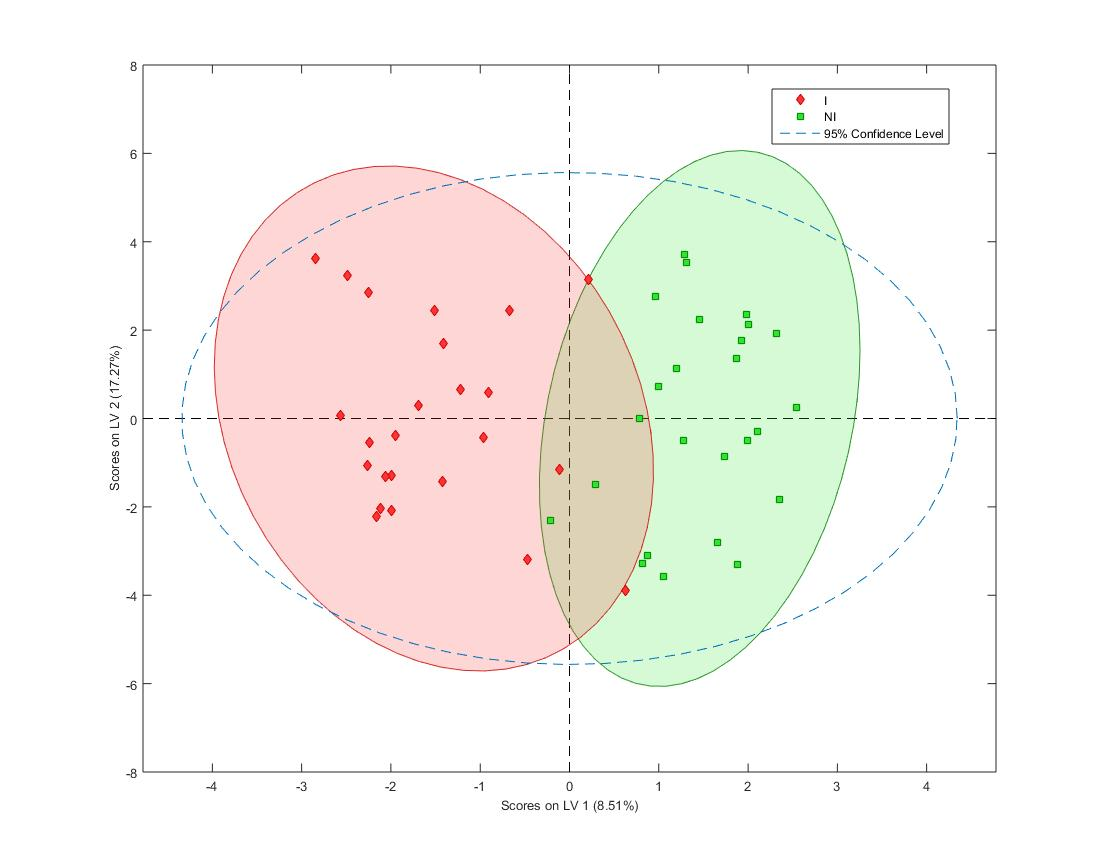 I
NI
95% Confidence Level
8
6
4
2
0
-2
-4
-6
-8
Scores on LV 2 (17.27%)
-4 -3 -2 -1 0 1 2 3 4
Scores on LV 1 (8.51%)